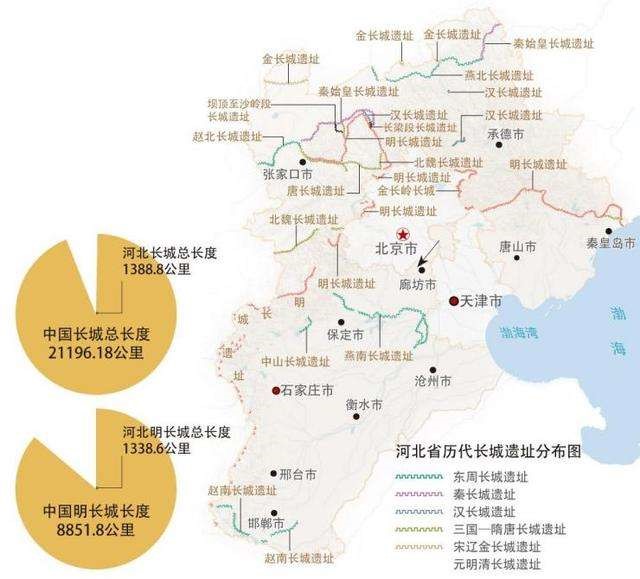 金长城遗址
金长城遗址
秦始皇长城遗址
金长城遗址
燕北长城遗址
秦始皇长城遗址
汉长城遗址
坝顶至沙岭段
长城遗址
汉长城遗址
汉长城遗址
长梁段长城遗址
赵北长城遗址
明长城遗址
承德市
北魏长城遗址
明长城遗址
张家口市
明长城遗址
唐长城遗址
金长岭长城
明长城遗址
北魏长城遗址
北京市
唐山市
秦皇岛市
河北长城总长度
1388.8公里
明长城遗址
廊坊市
天津市
渤海
渤海湾
明长城遗址
中国长城总长度
21196.18公里
保定市
中山长城遗址
燕南长城遗址
沧州市
石家庄市
衡水市
河北明长城总长度
1338.6公里
中国明长城长度
8851.8公里
邢台市
赵南长城遗址
邯郸市
赵南长城遗址
河北省历代长城遗址分布图
东周长城遗址
秦长城遗址
汉长城遗址
三国—隋唐长城遗址
宋辽金长城遗址
元明清长城遗址